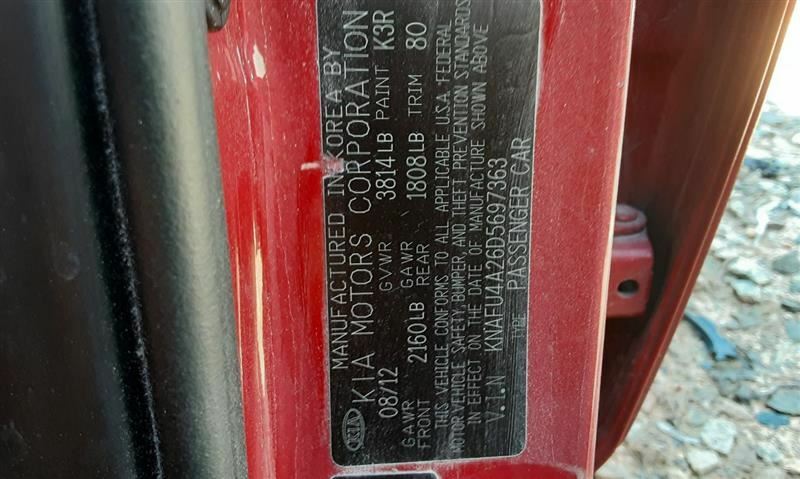 MANUFACTURED IN KOREA BY
KIA KIA MOTORS CORPORATION
08/12 GVWR 3814LB PAINT K3R
GAWR FRONT 2160LB GAWR REAR 1808LB TRIM 80
THIS VEHICLE CONFORMS TO ALL APPLICABLE U.S.A FEDERAL
MOTOR VEHICLE SAFETY, BUMPER, AND THEFT PREVENTION STANDARDS
IN EFFECT ON THE DATE OF MANUFACTURE SHOWN ABOVE
V.I.N KNAFU4A26D5697363
PASSENGER CAR